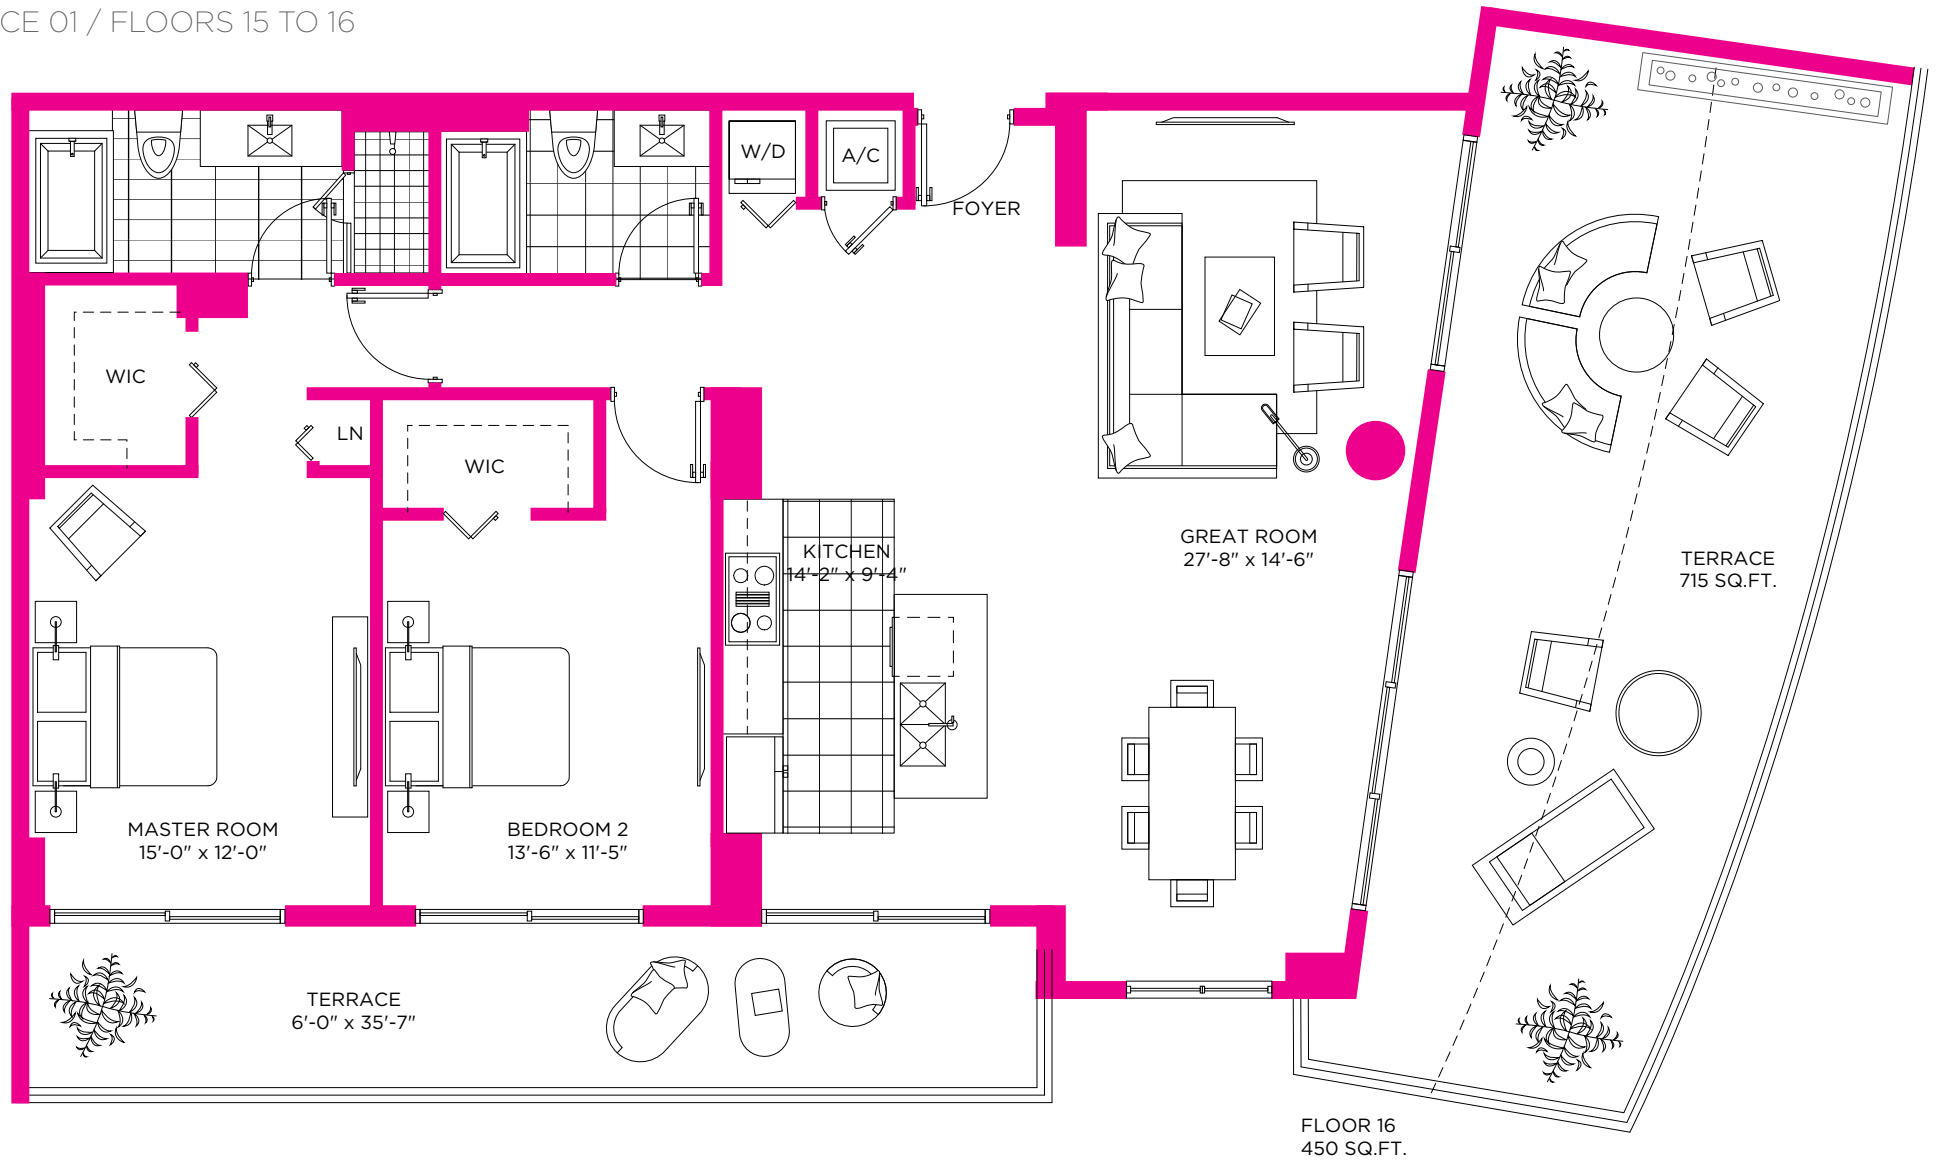 CE 01 / FLOORS 15 TO 16
W/D
A/C
FOYER
WIC
LN
WIC
KITCHEN
14'-2" x 9'-4"
GREAT ROOM
27'-8" x 14'-6"
TERRACE
715 SQ.FT.
MASTER ROOM
15'-0" x 12'-0"
BEDROOM 2
13'-6" x 11'-5"
TERRACE
6'-0" x 35'-7"
FLOOR 16
450 SQ.FT.